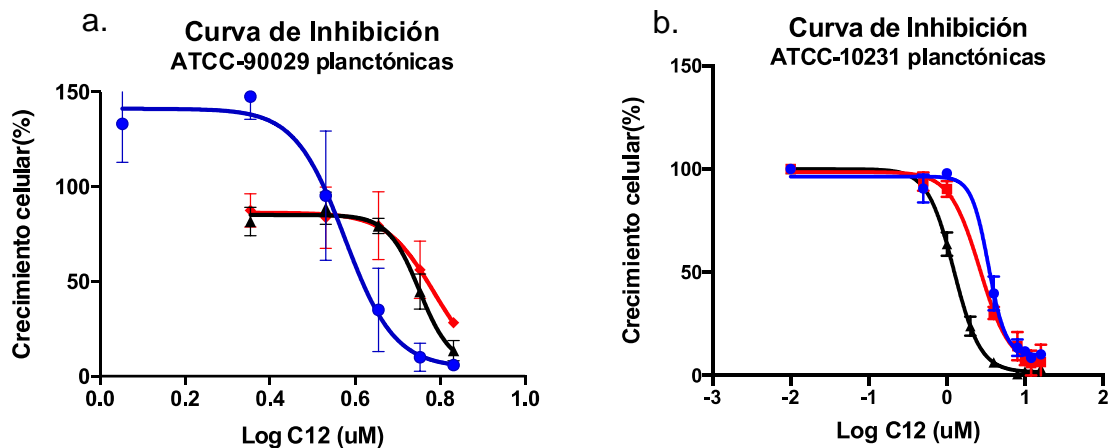 a.
Curva de Inhibición
ATCC-90029 planctónicas
150
100
50
0
Crecimiento celular(%)
0.0 0.2 0.4 0.6 0.8 1.0
Log C12 (uM)
b.
Curva de Inhibición
ATCC-10231 planctónicas
150
100
50
0
Crecimiento celular(%)
-3 -2 -1 0 1 2
Log C12 (uM)